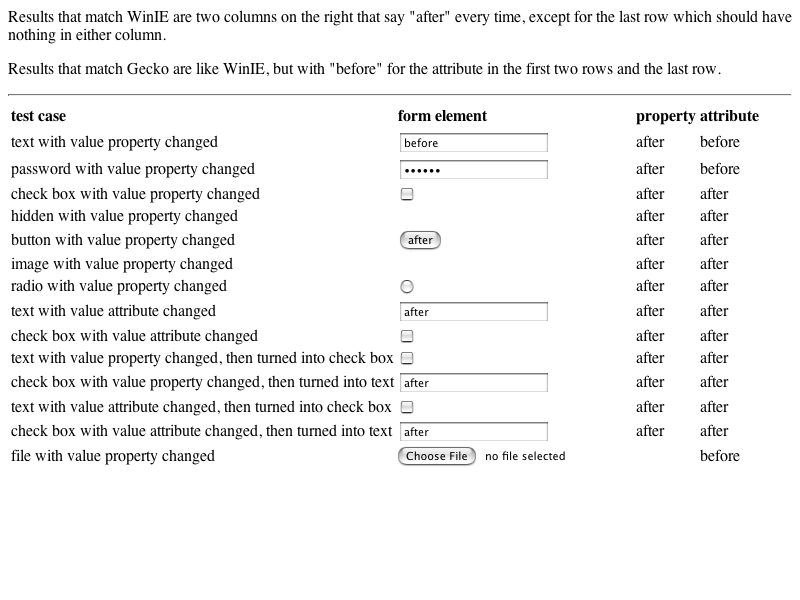 Results that match WinIE are two columns on the right that say "after" every time, except for the last row which should have
nothing in either column.
Results that match Gecko are like WinIE, but with "before" for the attribute in the first two rows and the last row.
test case form element property attribute
text with value property changed before after before
password with value property changed •••••• after before
check box with value property changed after after
hidden with value property changed after after
button with value property changed after after after
image with value property changed after after
radio with value property changed after after
text with value attribute changed after after after
check box with value attribute changed after after
text with value property changed, then turned into check box after after
check box with value property changed, then turned into text after after after
text with value attribute changed, then turned into check box after after
check box with value attribute changed, then turned into text after after after
file with value property changed Choose File no file selected before